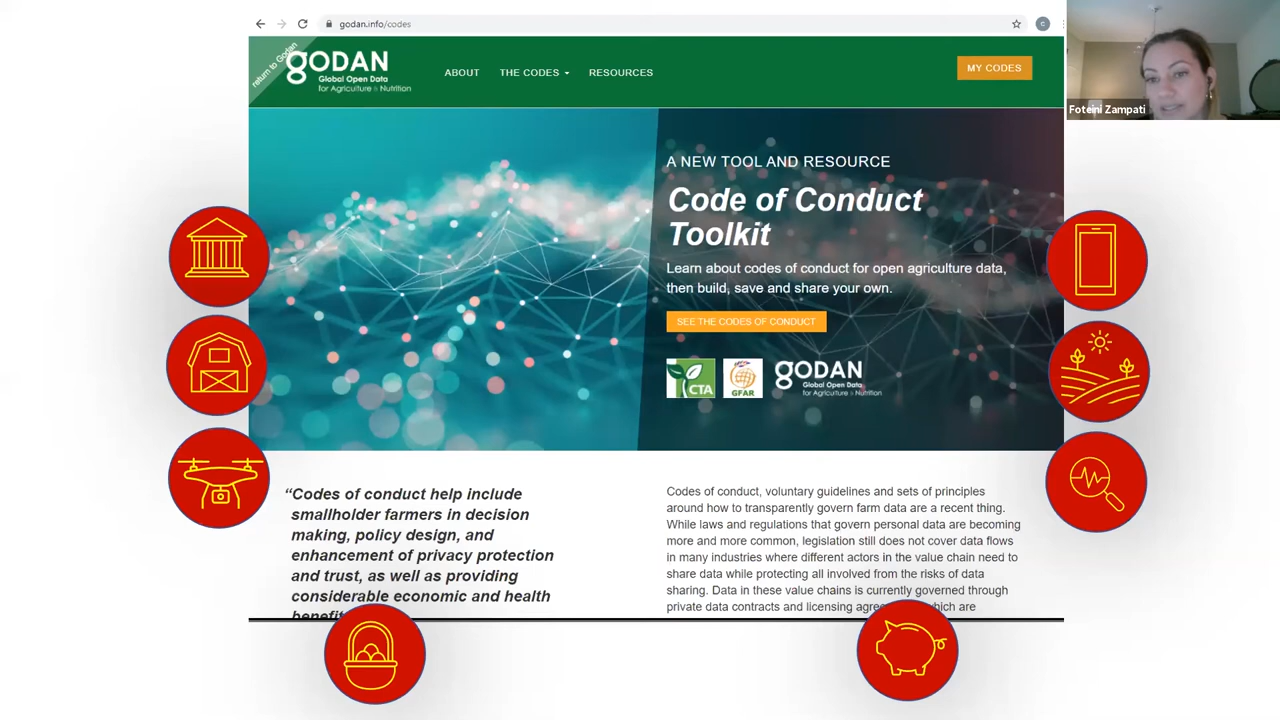 godan.info/codes
c
return to Godan
GODAN
Global Open Data
for Agriculture & Nutrition
ABOUT
THE CODES
RESOURCES
MY CODES
Foteini Zampati
A NEW TOOL AND RESOURCE
Code of Conduct
Toolkit
Learn about codes of conduct for open agriculture data,
then build, save and share your own.
SEE THE CODES OF CONDUCT
CTA
GFAR
GODAN
Global Open Data
for Agriculture & Nutrition
“Codes of conduct help include
smallholder farmers in decision
making, policy design, and
enhancement of privacy protection
and trust, as well as providing
considerable economic and health
Codes of conduct, voluntary guidelines and sets of principles
around how to transparently govern farm data are a recent thing.
While laws and regulations that govern personal data are becoming
more and more common, legislation still does not cover data flows
in many industries where different actors in the value chain need to
share data while protecting all involved from the risks of data
sharing. Data in these value chains is currently governed through
private data contracts and licensing which are